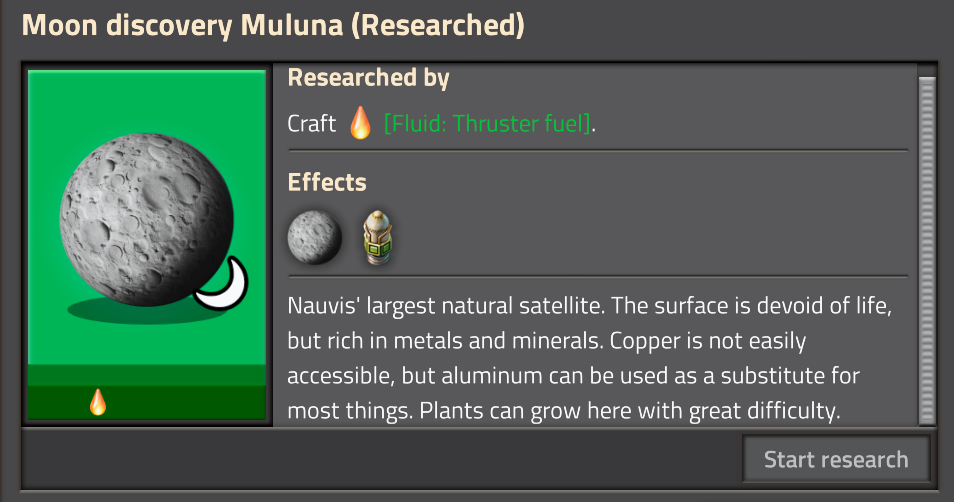 Moon discovery Muluna (Researched)
Researched by
Craft [Fluid: Thruster fuel].
Effects
Nauvis' largest natural satellite. The surface is devoid of life,
but rich in metals and minerals. Copper is not easily
accessible, but aluminum can be used as a substitute for
most things. Plants can grow here with great difficulty.
Start research